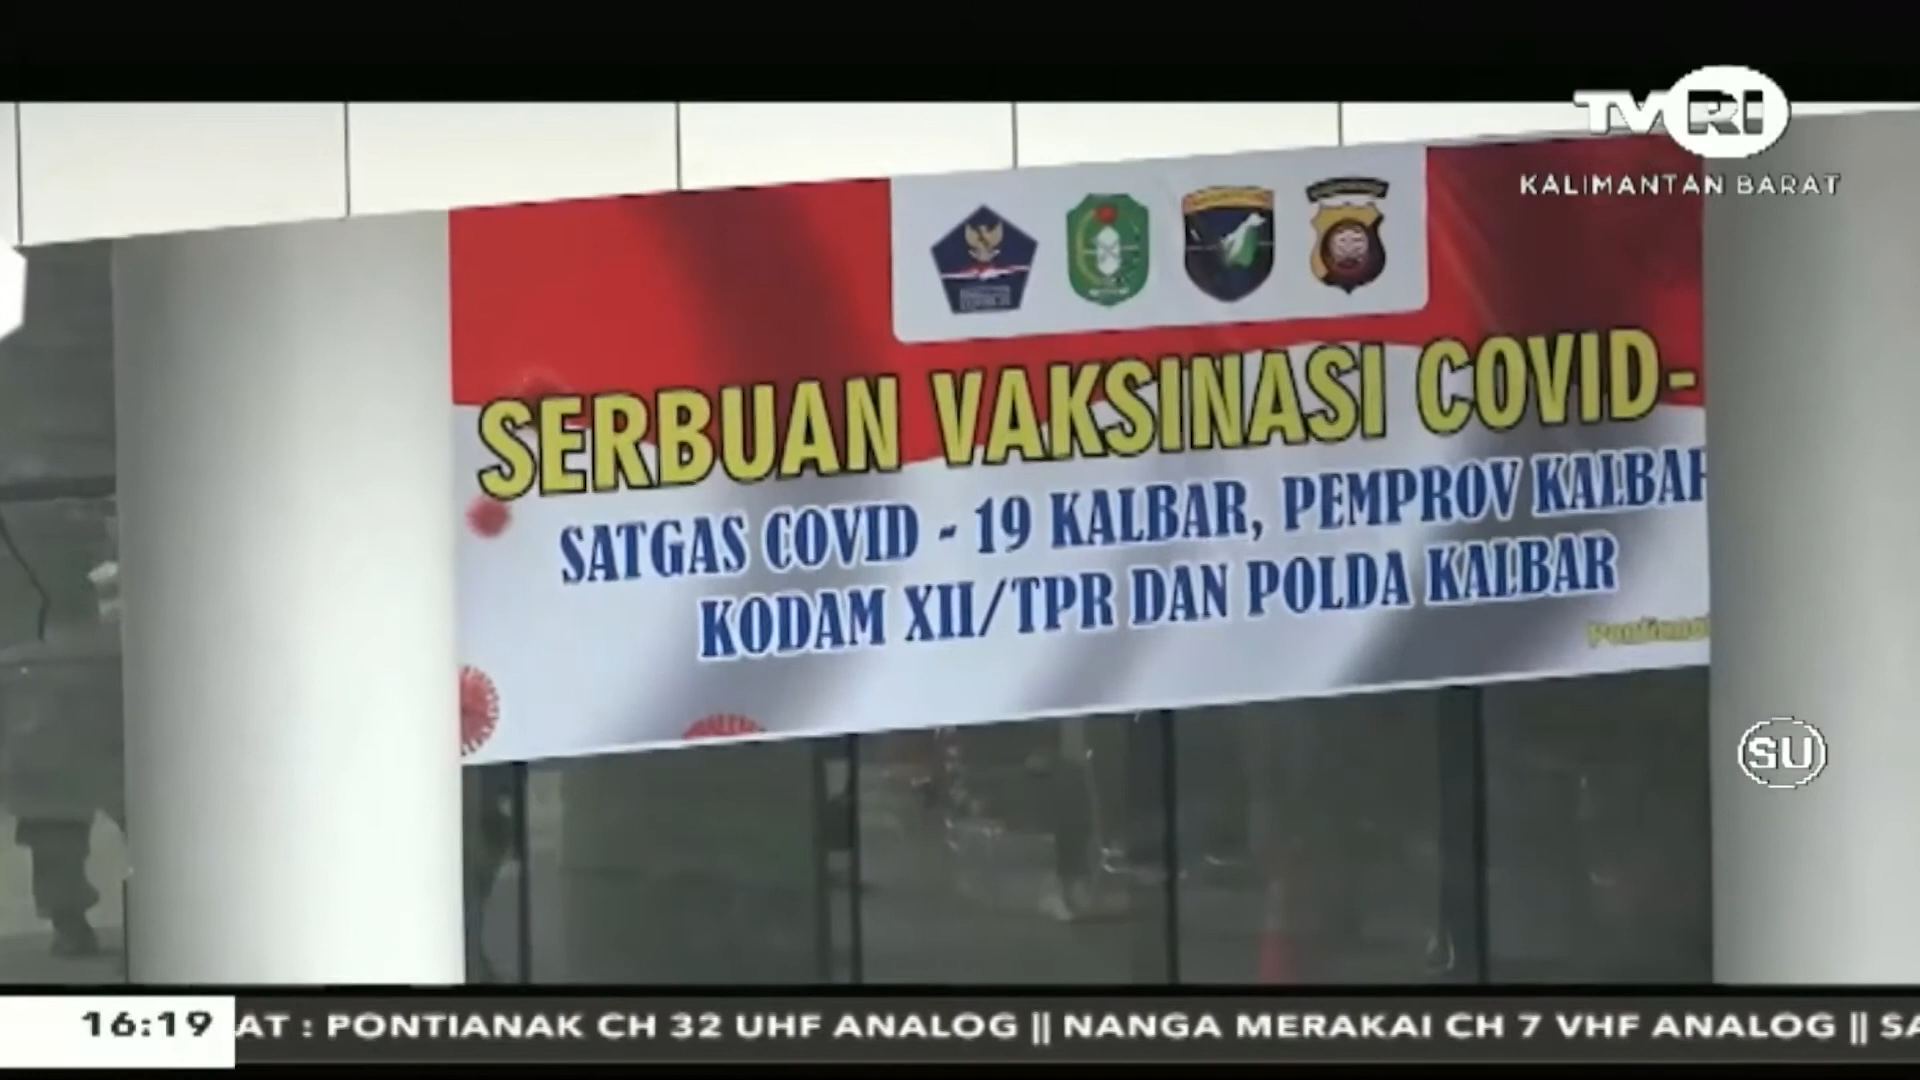 TVRI
KALIMANTAN BARAT
SERBUAN VAKSINASI COVID-
SATGAS COVID - 19 KALBAR, PEMPROV KALBAR
KODAM XII/TPR DAN POLDA KALBAR
SU
16:19
AT : PONTIANAK CH 32 UHF ANALOG || NANGA MERAKAI CH 7 VHF ANALOG || SA